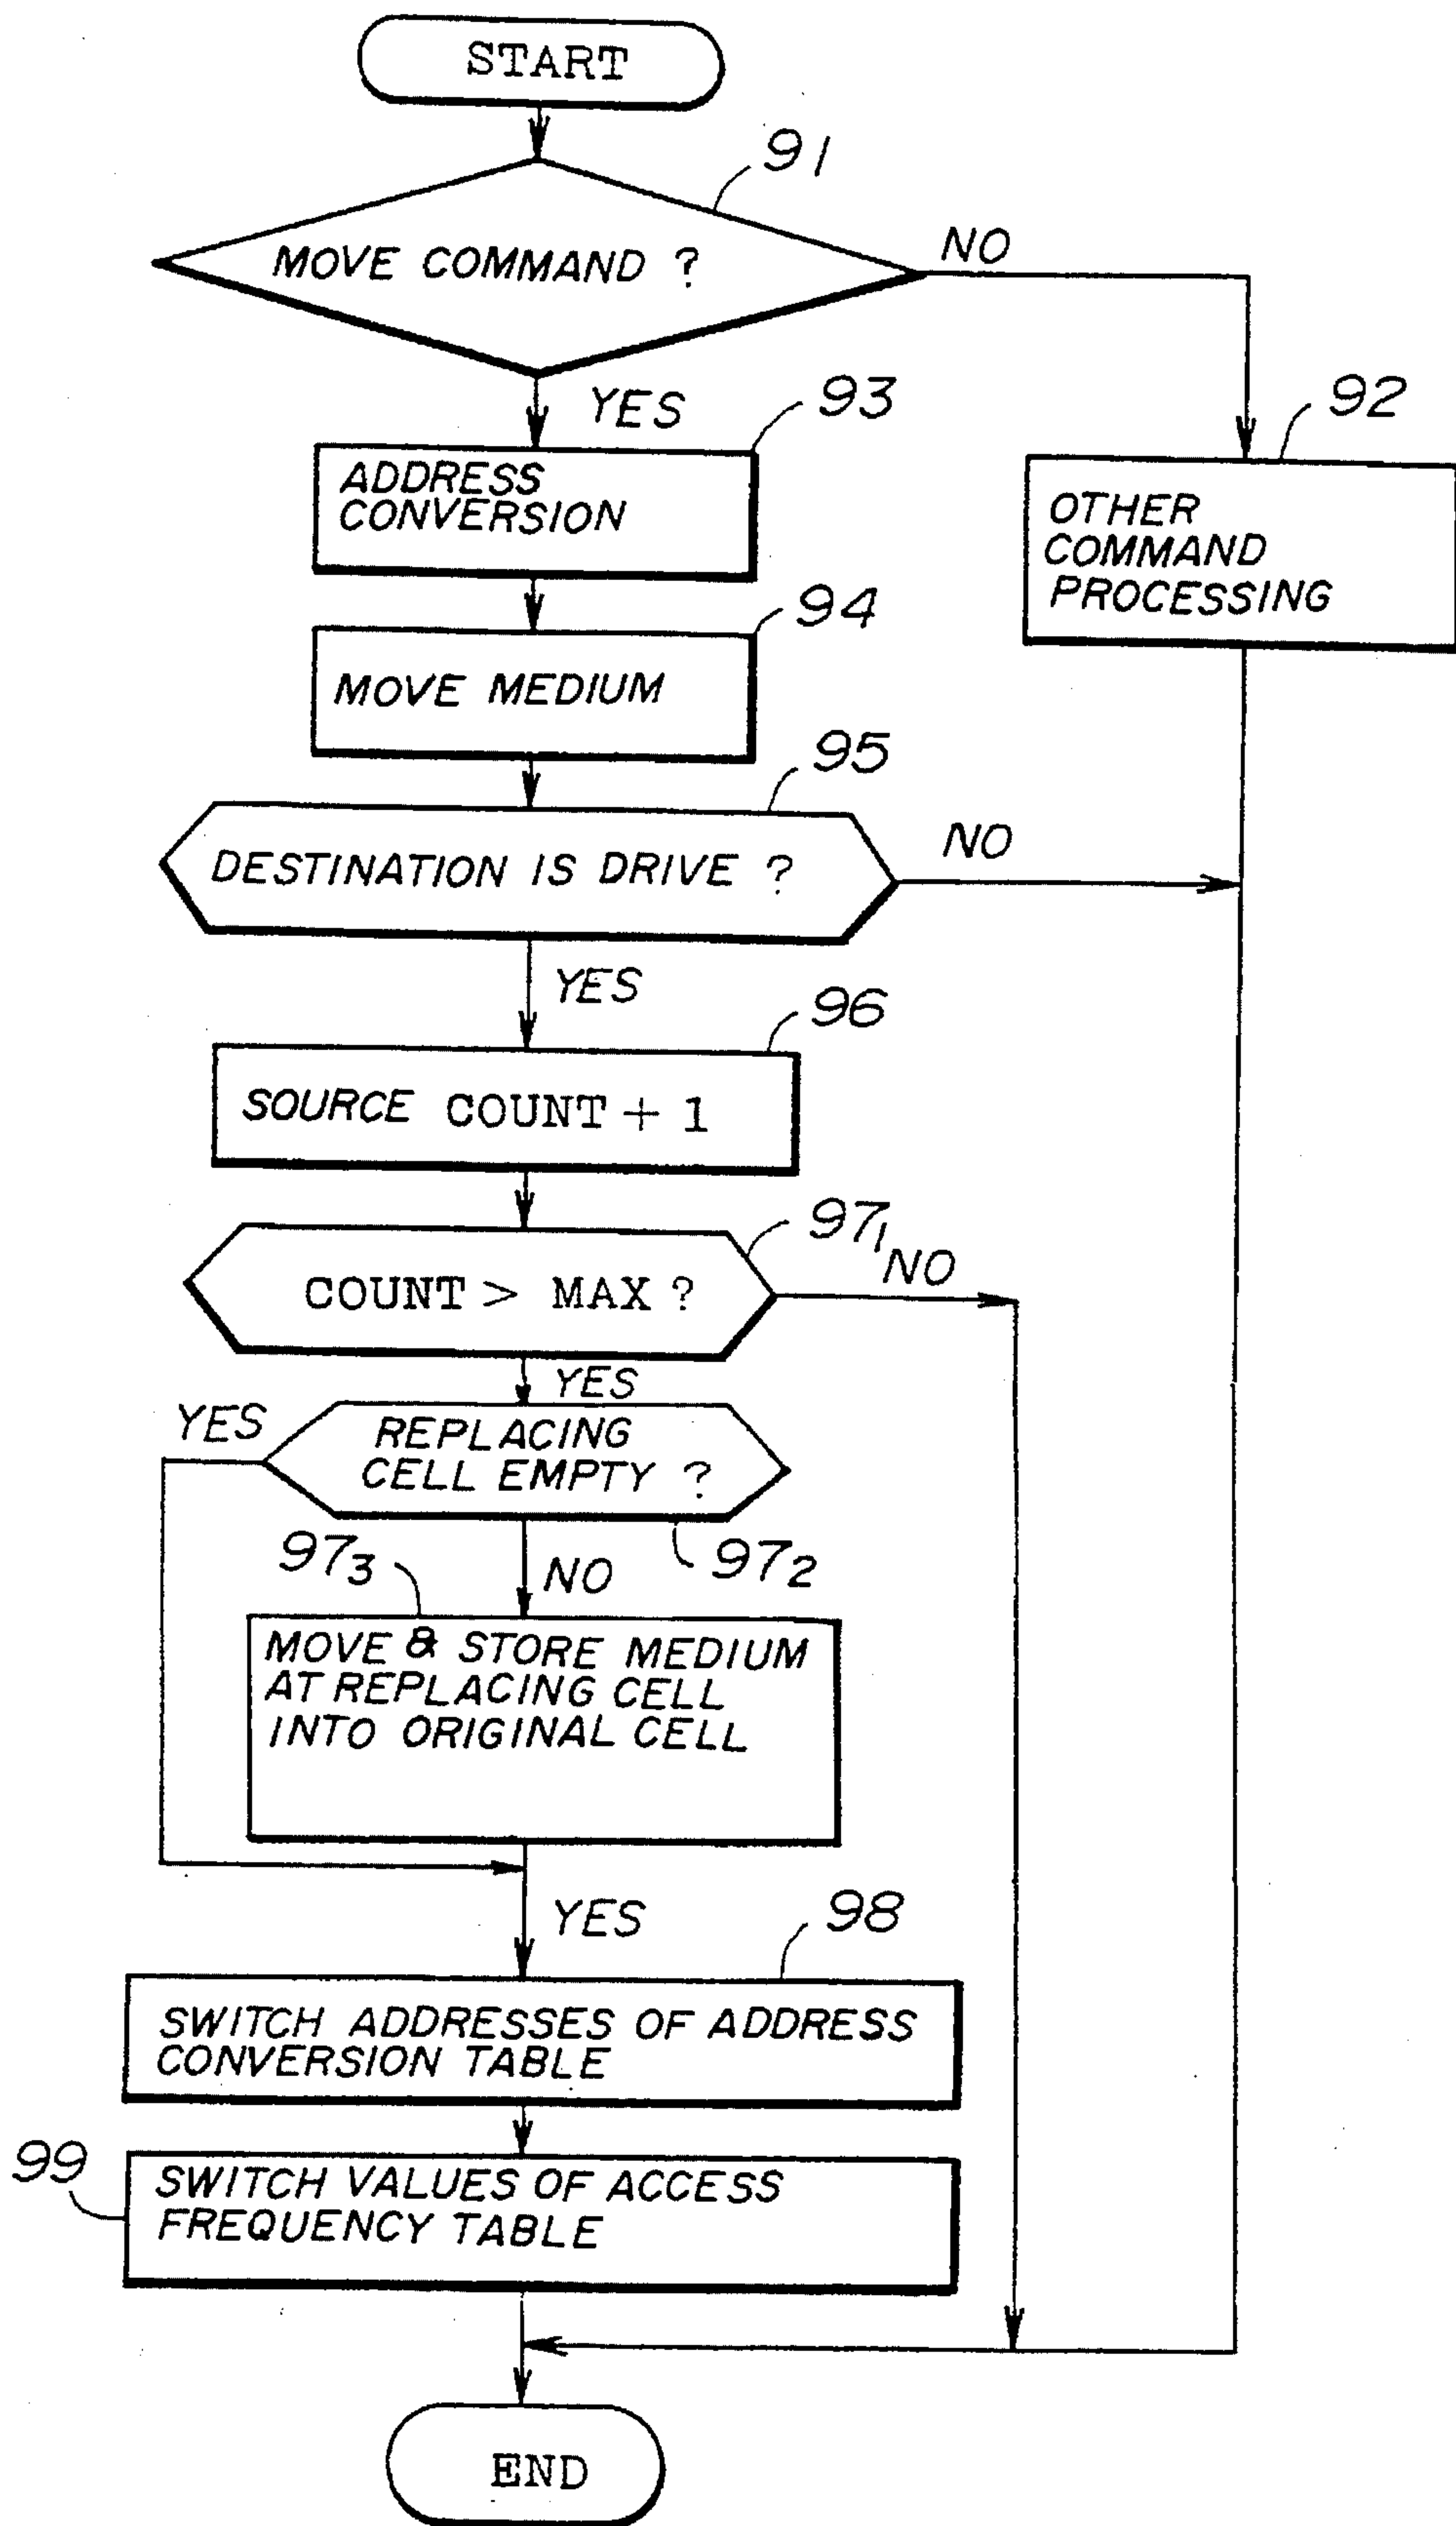 START
91
MOVE COMMAND ?
NO
YES
93
92
ADDRESS
CONVERSION
OTHER
COMMAND
PROCESSING
94
MOVE MEDIUM
95
DESTINATION IS DRIVE ?
NO
YES
96
SOURCE COUNT + 1
97₁
NO
COUNT > MAX ?
YES
YES
REPLACING
CELL EMPTY ?
97₃
NO
97₂
MOVE & STORE MEDIUM
AT REPLACING CELL
INTO ORIGINAL CELL
YES
98
SWITCH ADDRESSES OF ADDRESS
CONVERSION TABLE
99
SWITCH VALUES OF ACCESS
FREQUENCY TABLE
END